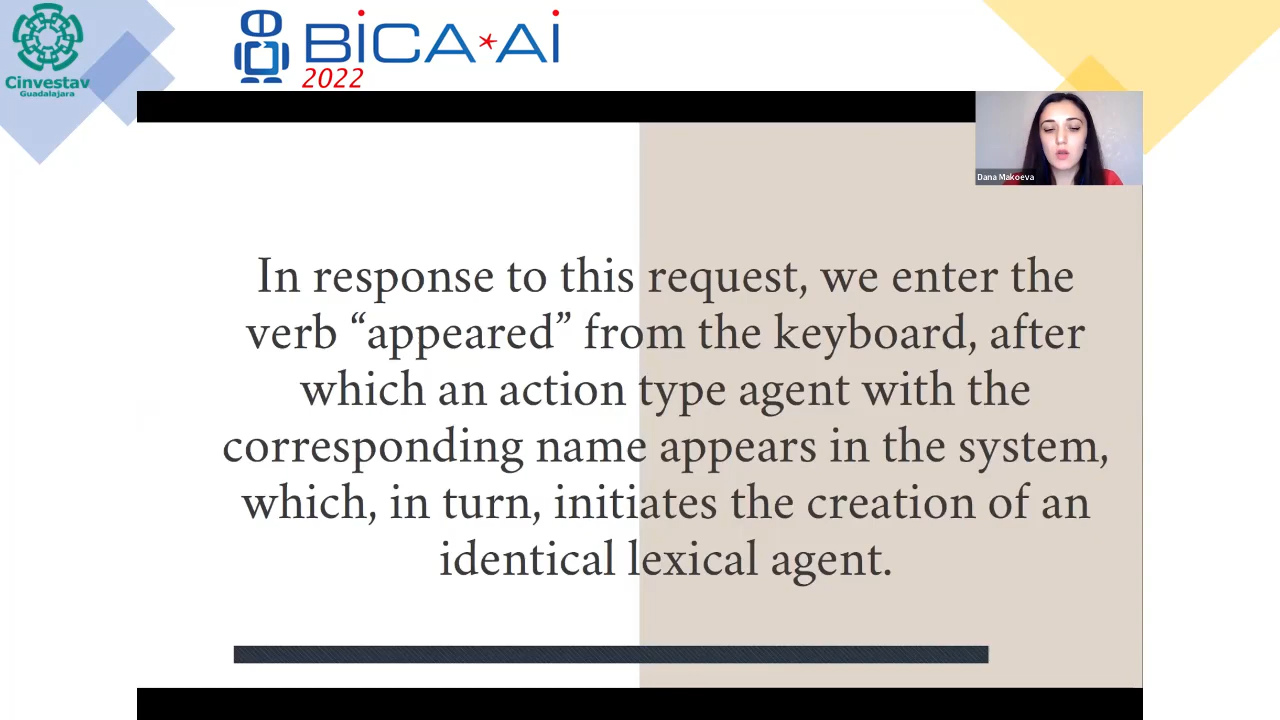 Cinvestav
Guadalajara
BiCA*Ai
2022
Dana Makoeva
In response to this request, we enter the
verb “appeared” from the keyboard, after
which an action type agent with the
corresponding name appears in the system,
which, in turn, initiates the creation of an
identical lexical agent.